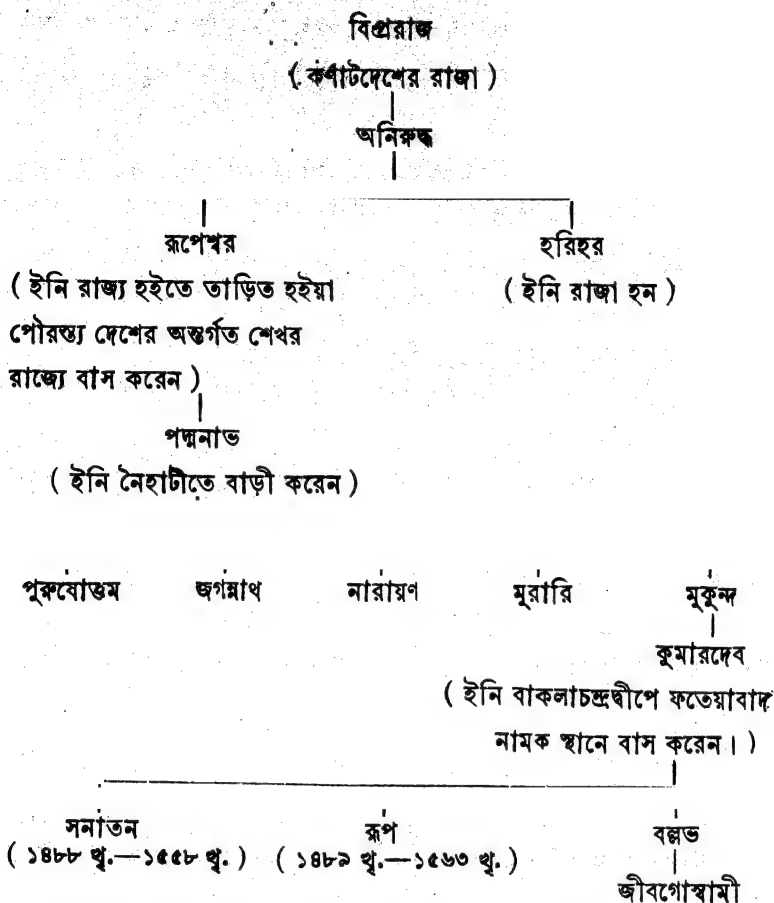 বিপ্ররাজ
( কর্ণাটদেশের রাজা )
অনিরুদ্ধ
রূপেশ্বর হরিহর
( ইনি রাজ্য হইতে তাড়িত হইয়া ( ইনি রাজা হন )
পৌরস্ত্য দেশের অন্তর্গত শেখর
রাজ্যে বাস করেন )
পদ্মনাভ
( ইনি নৈহাটীতে বাড়ী করেন )
পুরুষোত্তম জগন্নাথ নারায়ণ মুরারি মুকুন্দ
কুমারদেব
( ইনি বাকলাচন্দ্রদ্বীপে ফতেয়াবাদ
নামক স্থানে বাস করেন। )
সনাতন রূপ বল্লভ
( ১৪৮৮ খৃ.—১৫৫৮ খৃ. ) ( ১৪৮৯ খৃ.—১৫৬৩ খৃ. )
জীবগোস্বামী